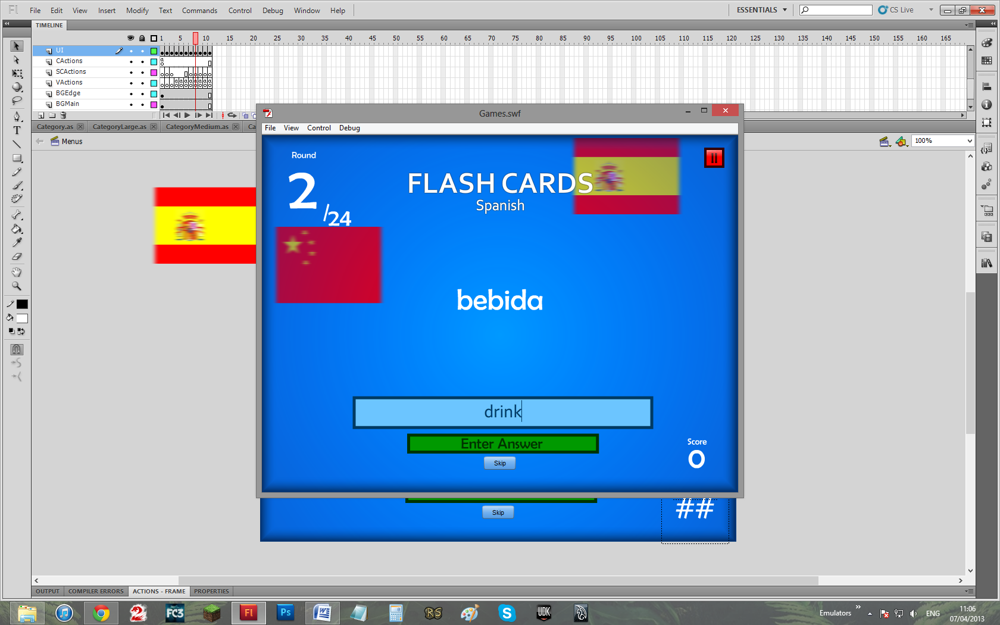 Fl File Edit View Insert Modify Text Commands Control Debug Window Help ESSENTIALS CS Live
TIMELINE
1 5 10 15 20 25 30 35 40 45 50 55 60 65 70 75 80 85 90 95 100 105 110 115 120 125 130 135 140 145 150 155 160 165
UI
CActions
SCActions
VActions
BGEdge
BGMain
Category.as CategoryLarge.as CategoryMedium.as Ca
Menus
100%
Games.swf
File View Control Debug
Round
2 /24
FLASH CARDS
Spanish
bebida
drink
Enter Answer
Skip
Score
0
Skip
##
OUTPUT COMPILER ERRORS ACTIONS - FRAME PROPERTIES
2 FC3 Fl Ps W RS S UDK
Emulators ENG
11:06
07/04/2013